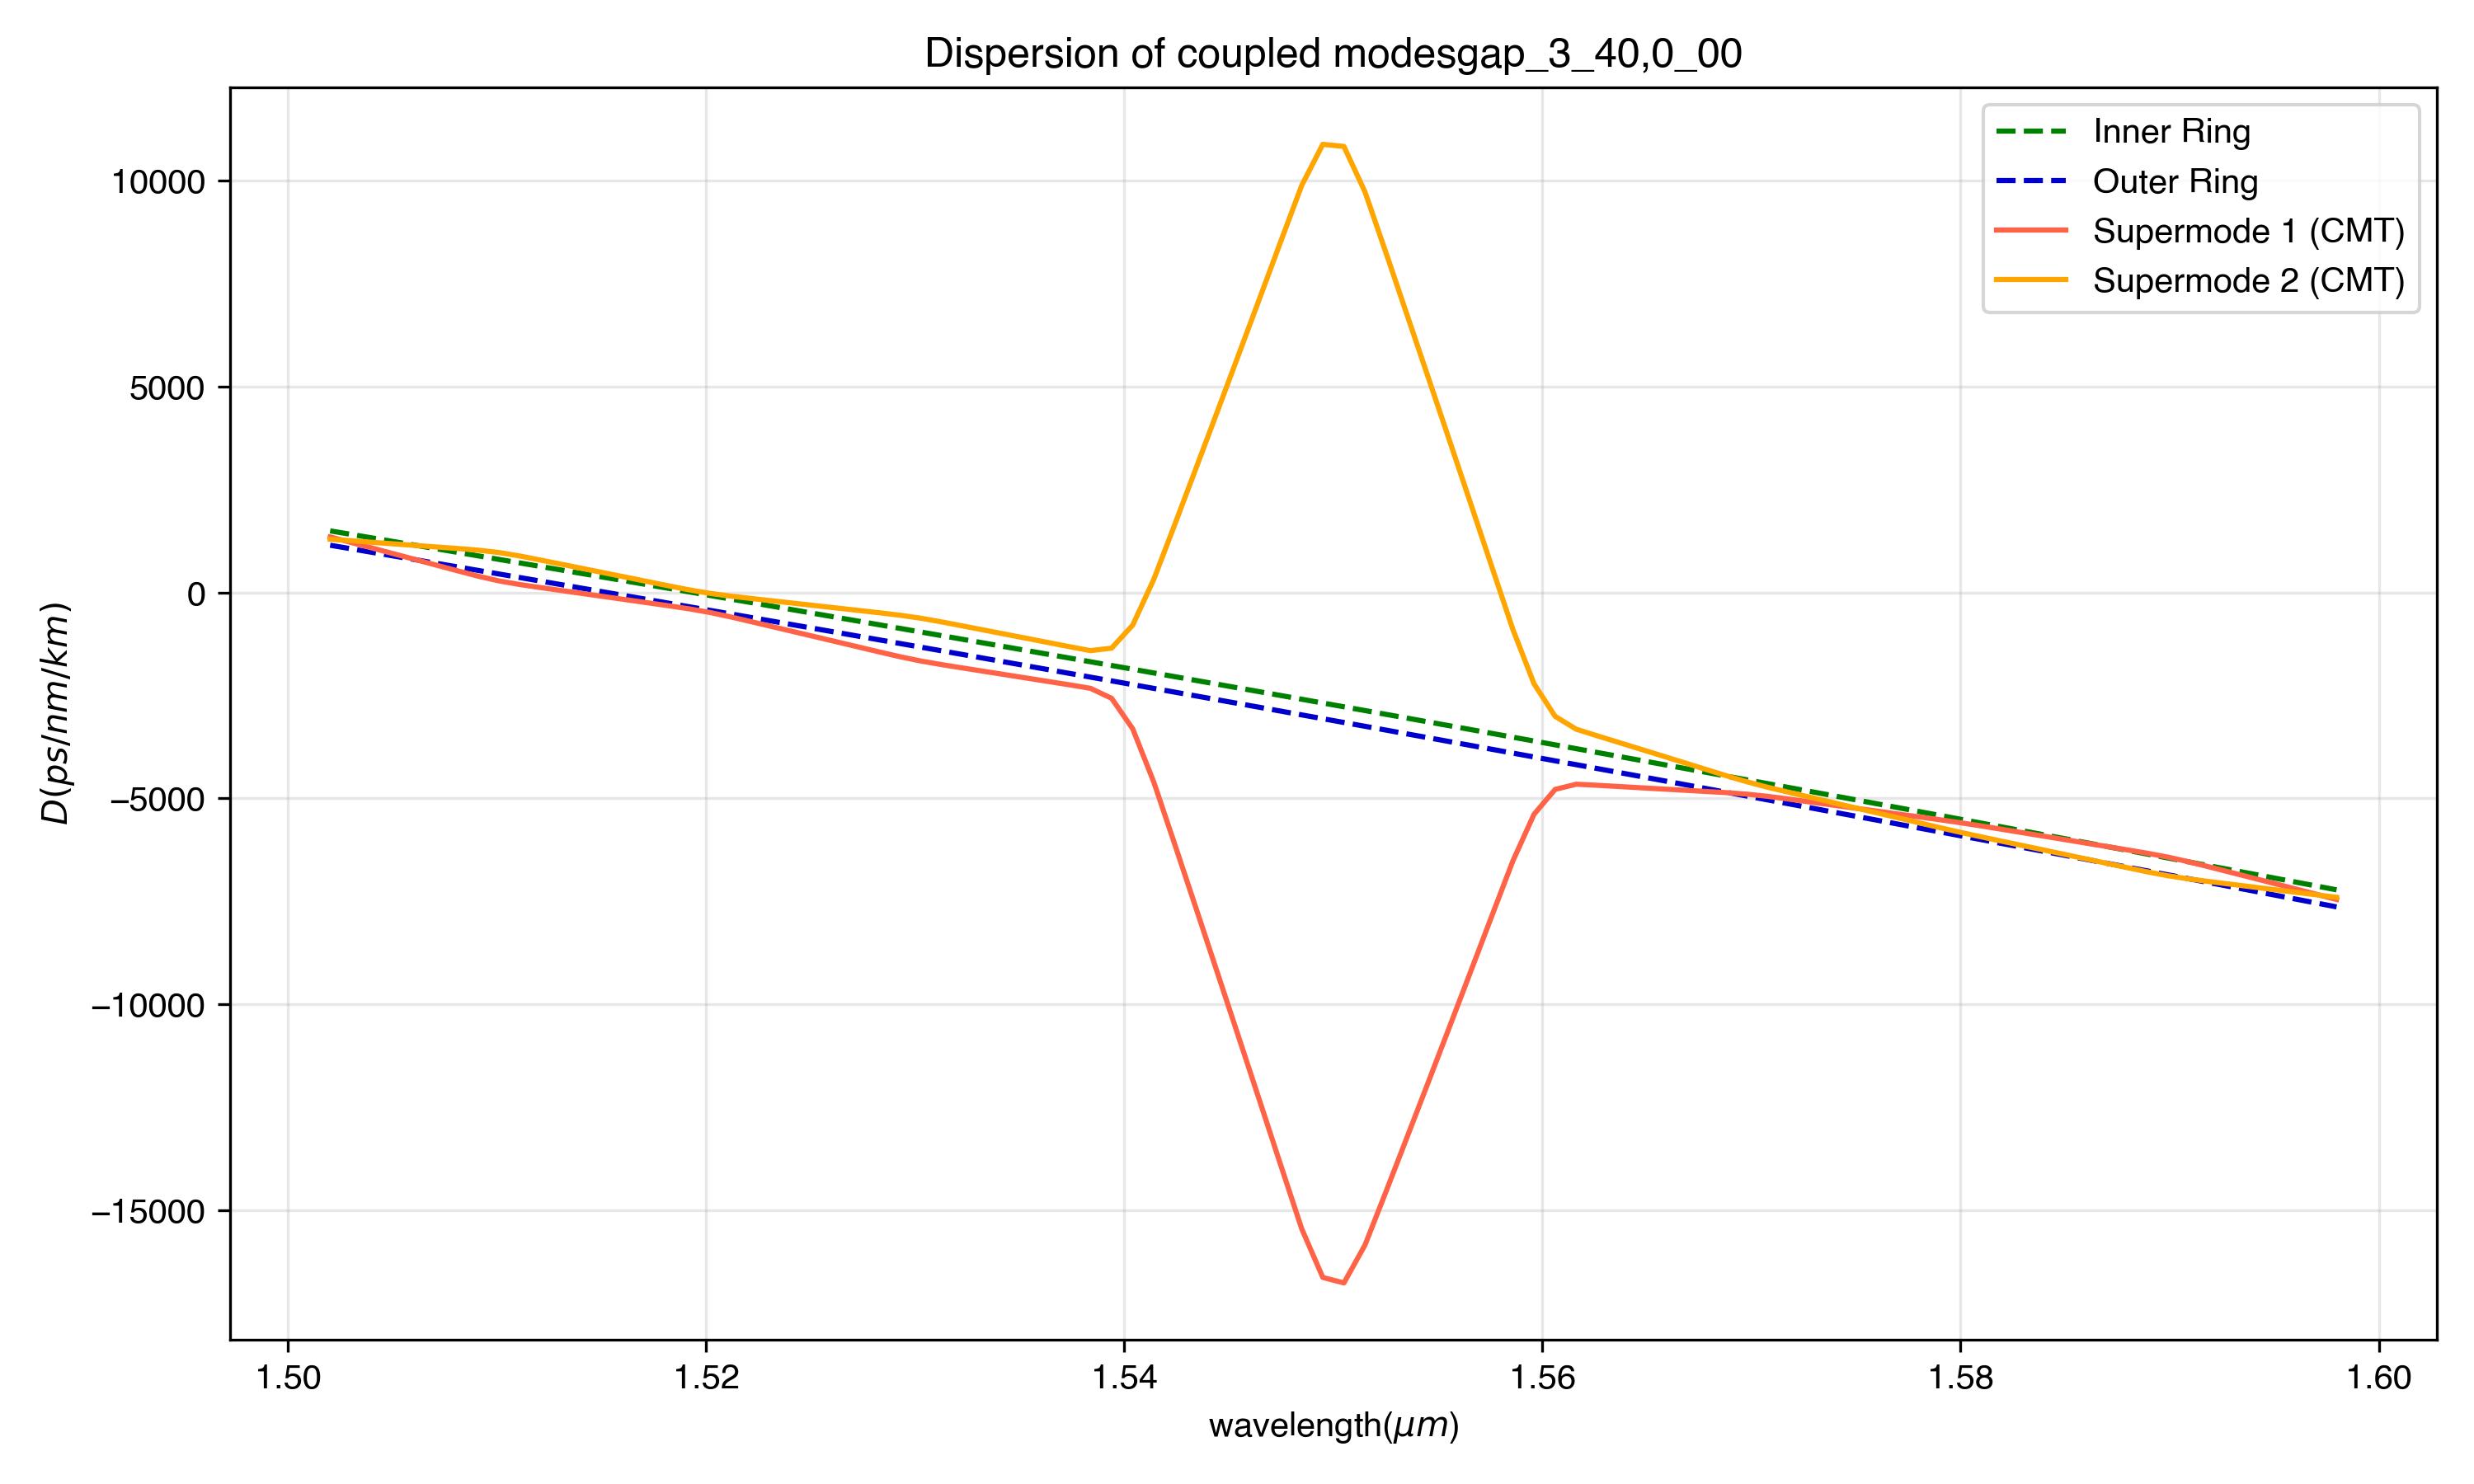 Dispersion of coupled modesgap_3_40,0_00
Inner Ring
Outer Ring
Supermode 1 (CMT)
Supermode 2 (CMT)
D(ps/nm/km)
10000
5000
0
−5000
−10000
−15000
1.50 1.52 1.54 1.56 1.58 1.60
wavelength(μm)